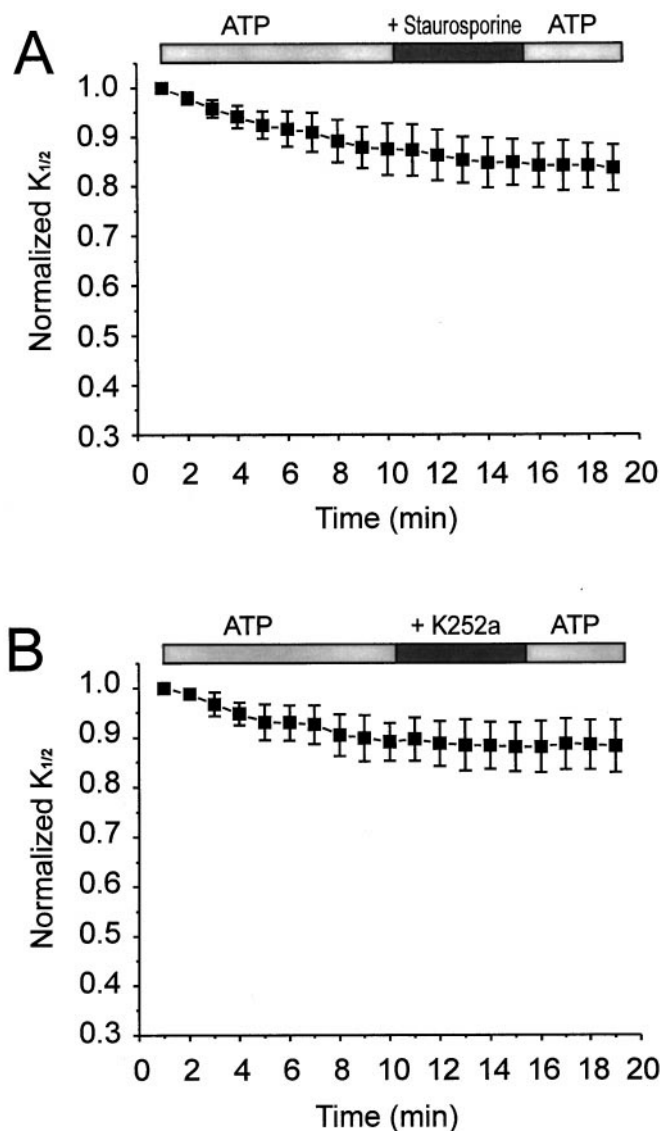 A
ATP + Staurosporine ATP
Normalized K1/2
1.0
0.9
0.8
0.7
0.6
0.5
0.4
0.3
0 2 4 6 8 10 12 14 16 18 20
Time (min)
B
ATP + K252a ATP
Normalized K1/2
1.0
0.9
0.8
0.7
0.6
0.5
0.4
0.3
0 2 4 6 8 10 12 14 16 18 20
Time (min)